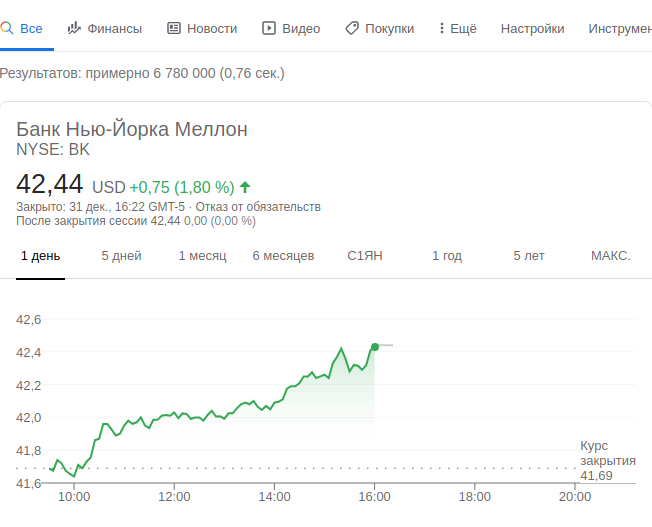 Все Финансы Новости Видео Покупки Ещё Настройки Инструмен
Результатов: примерно 6 780 000 (0,76 сек.)
Банк Нью-Йорка Меллон
NYSE: BK
42,44 USD +0,75 (1,80 %)
Закрыто: 31 дек., 16:22 GMT-5 · Отказ от обязательств
После закрытия сессии 42,44 0,00 (0,00 %)
1 день 5 дней 1 месяц 6 месяцев С1ЯН 1 год 5 лет МАКС.
42,6
42,4
42,2
42,0
41,8
41,6
Курс
закрытия
41,69
10:00 12:00 14:00 16:00 18:00 20:00